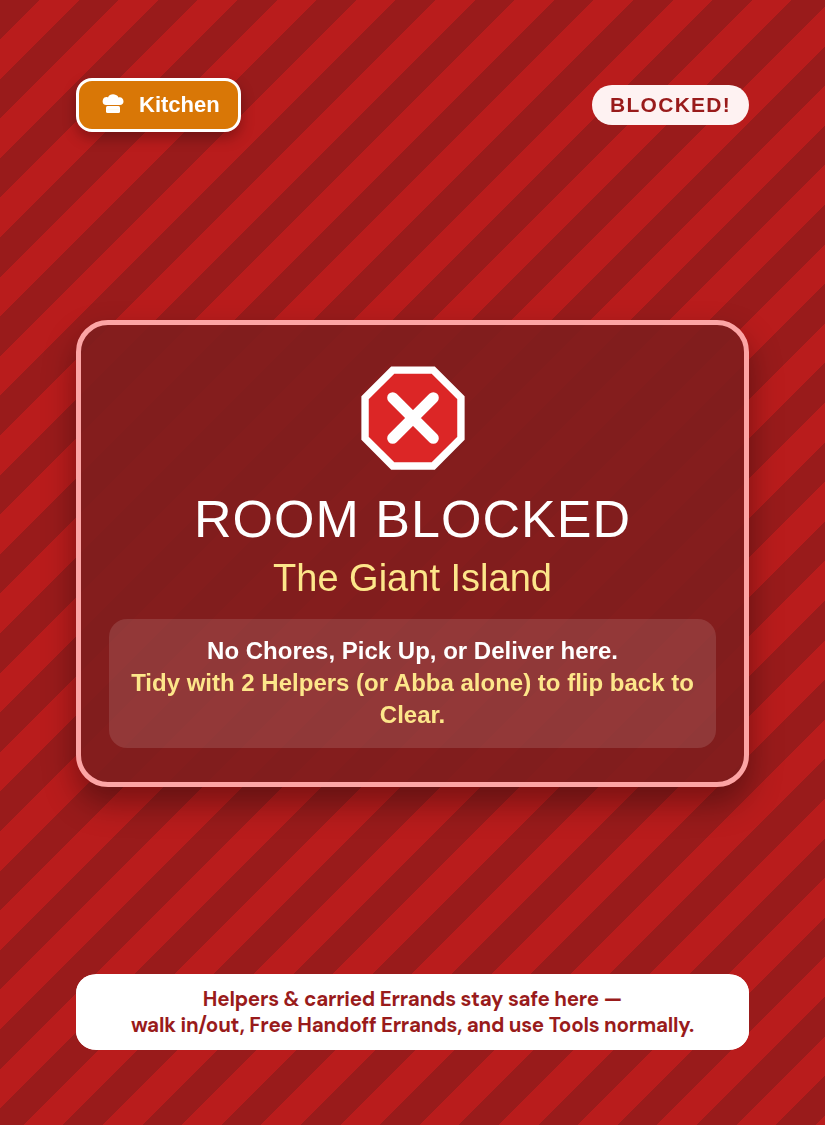 Kitchen
BLOCKED!
ROOM BLOCKED
The Giant Island
No Chores, Pick Up, or Deliver here.
Tidy with 2 Helpers (or Abba alone) to flip back to
Clear.
Helpers & carried Errands stay safe here —
walk in/out, Free Handoff Errands, and use Tools normally.